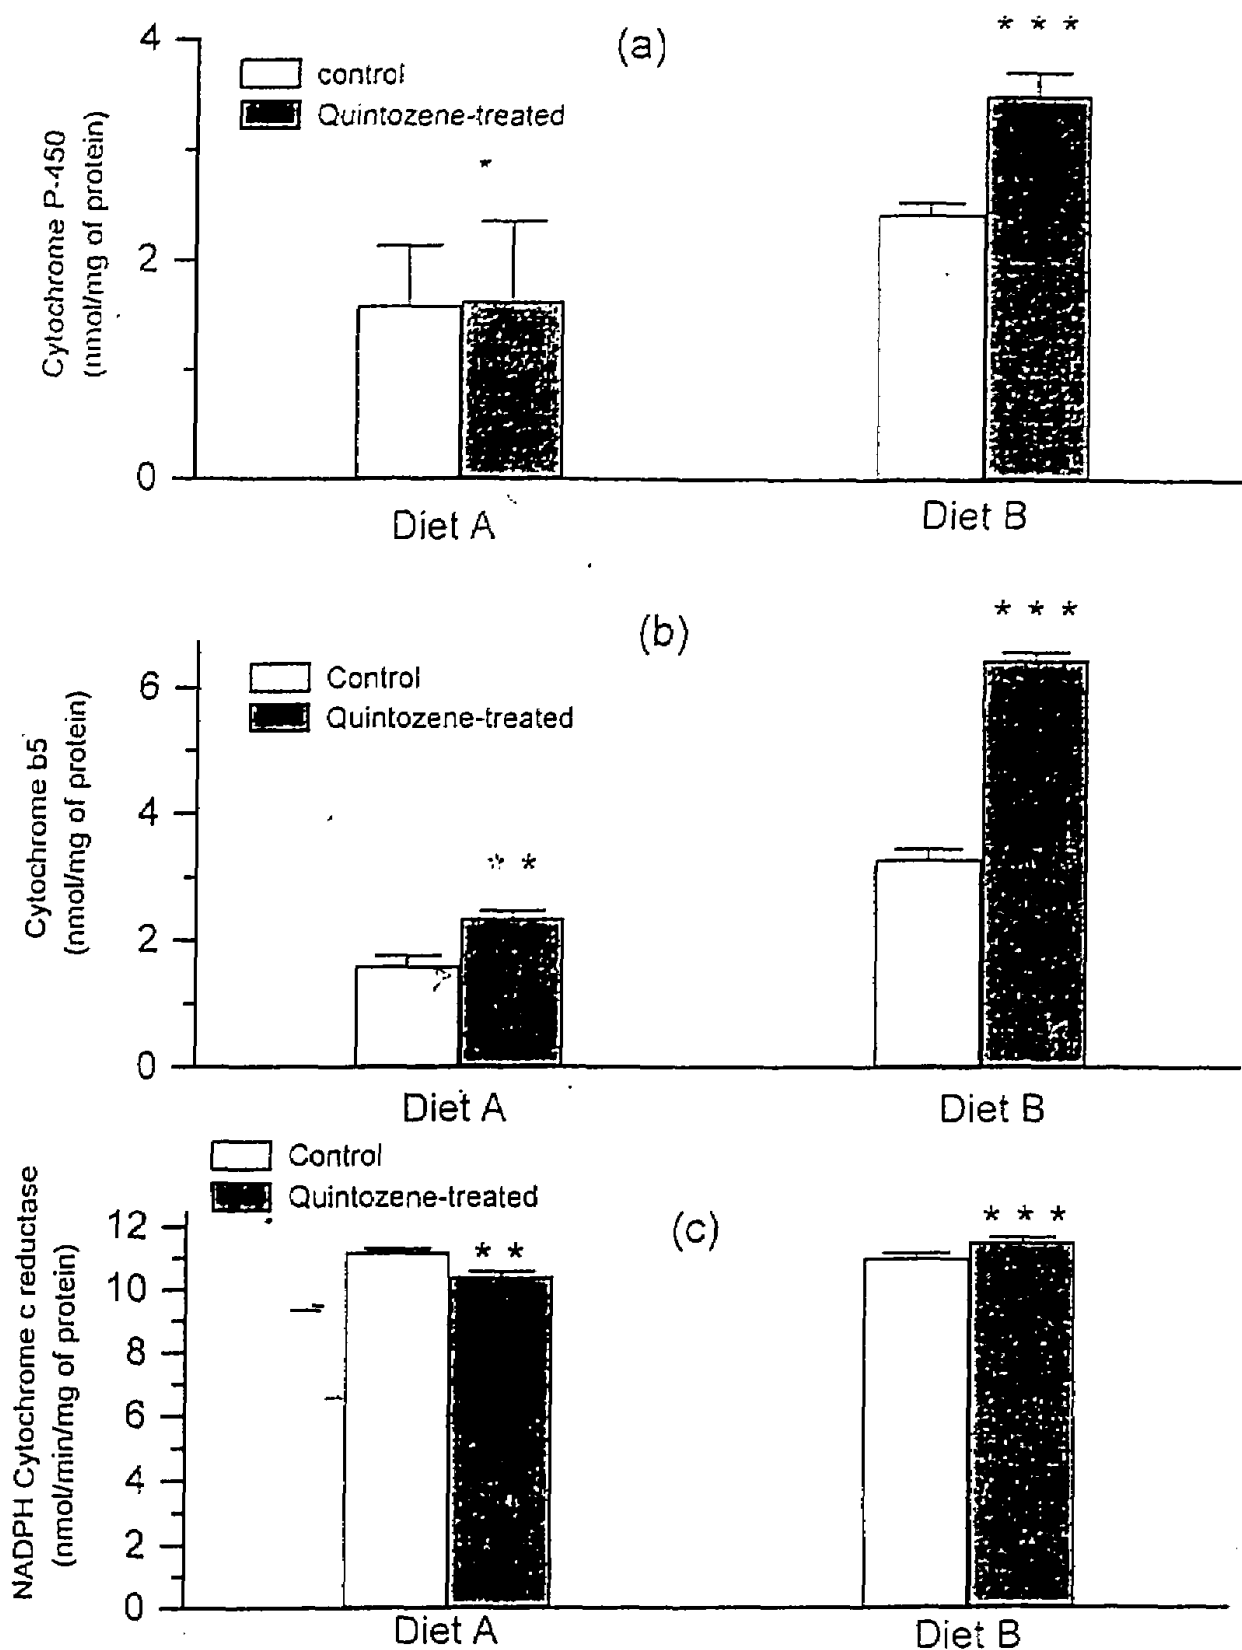 (a)
* * *
4
control
Quintozene-treated
*
2
0
Cytochrome P-450
(nmol/mg of protein)
Diet A
Diet B
(b)
* * *
Control
Quintozene-treated
6
4
* *
2
0
Cytochrome b5
(nmol/mg of protein)
Diet A
Diet B
Control
Quintozene-treated
(c)
* * *
12
* *
10
8
6
4
2
0
NADPH Cytochrome c reductase
(nmol/min/mg of protein)
Diet A
Diet B